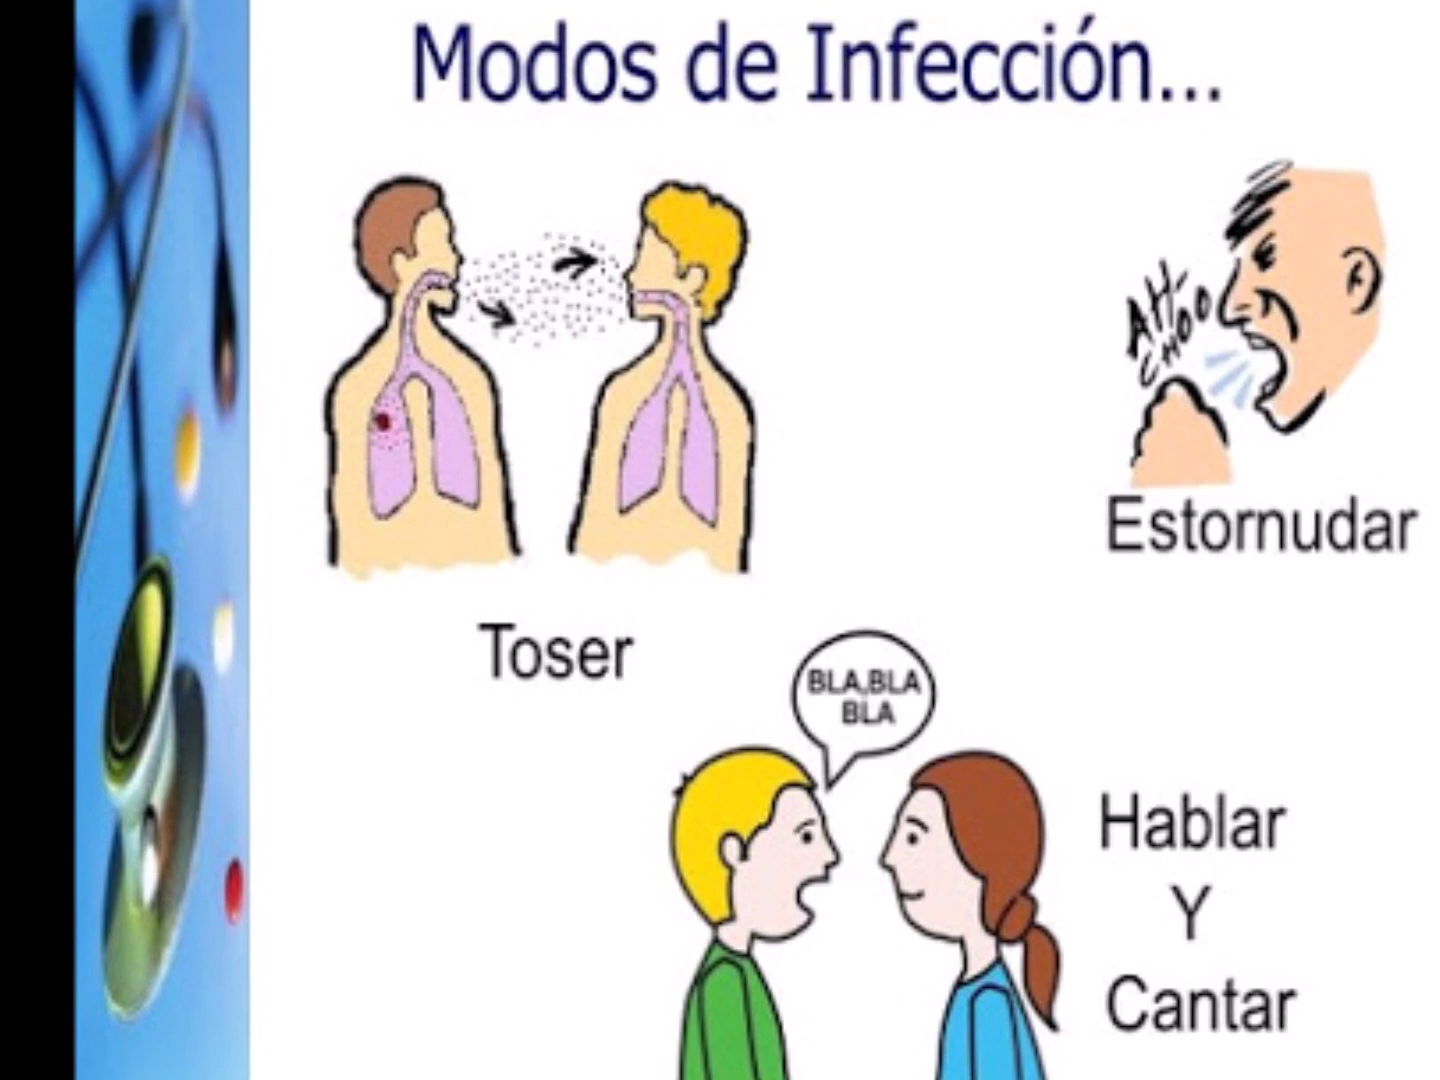 Modos de Infección...
AH-
CHOO
Estornudar
Toser
BLA,BLA
BLA
Hablar
Y
Cantar